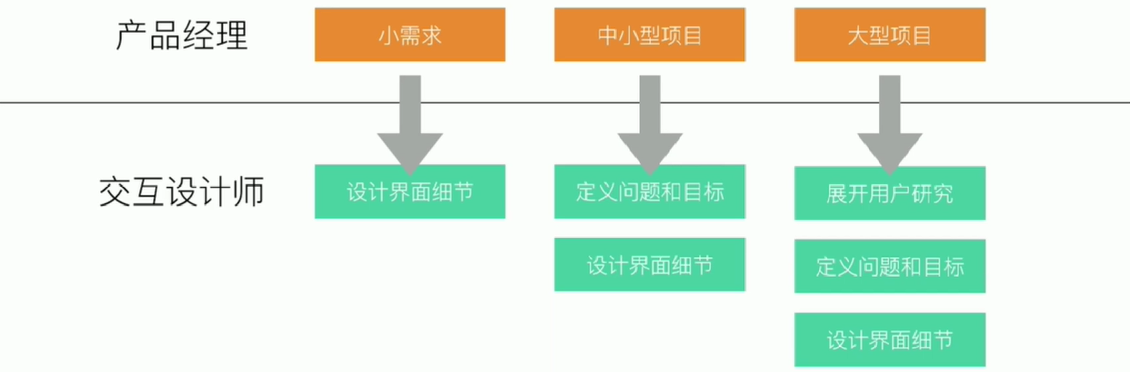 产品经理
小需求
中小型项目
大型项目
交互设计师
设计界面细节
定义问题和目标
展开用户研究
设计界面细节
定义问题和目标
设计界面细节